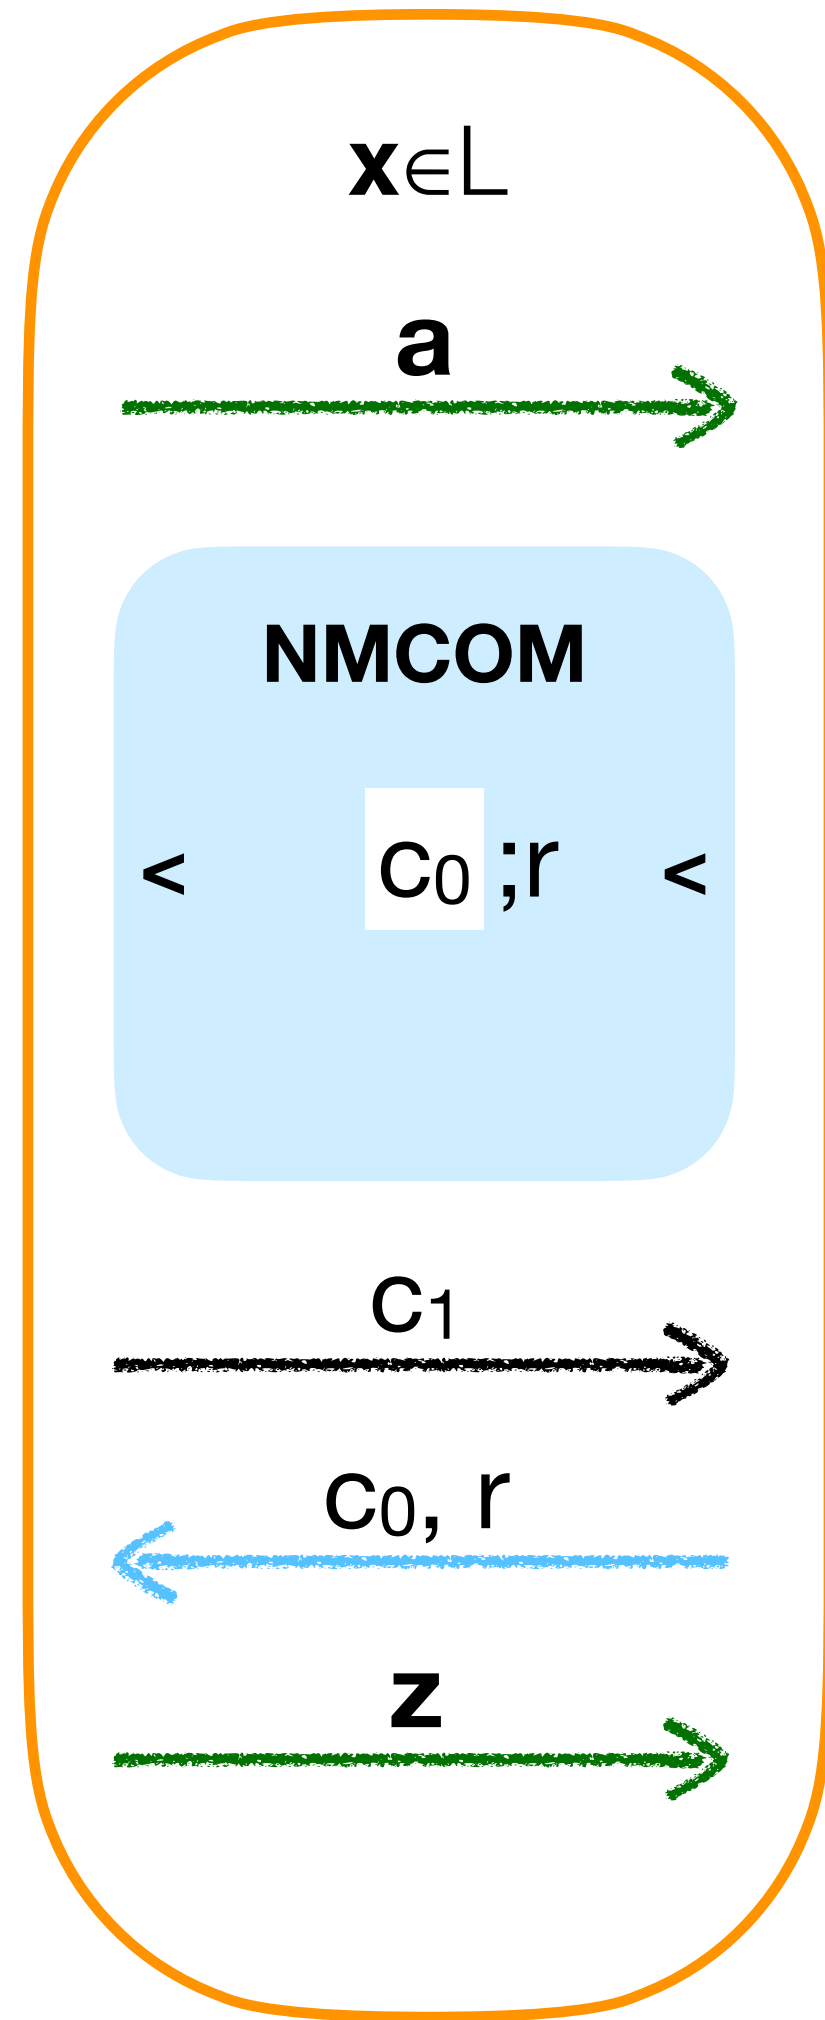 x∈L
a
NMCOM
< c₀ ;r <
c₁
c₀, r
z